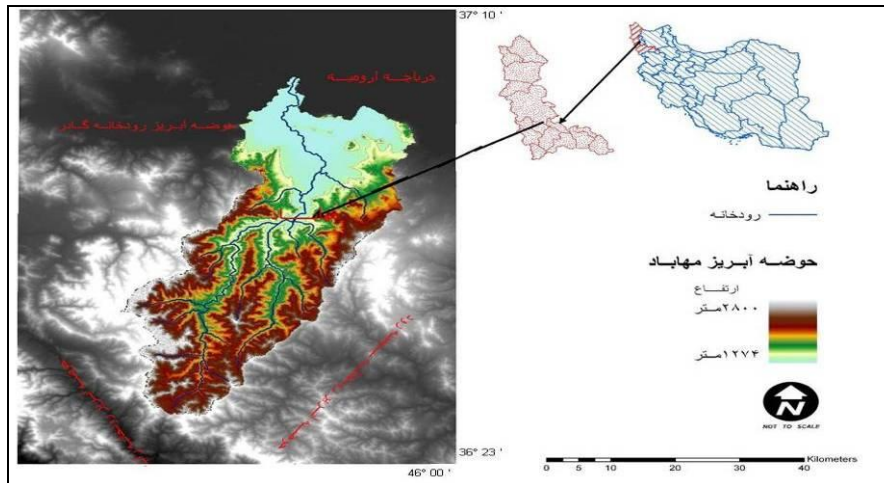 37° 10'
دریاچه ارومیه
حوضه آبریز رودخانه گادر
راهنما
رودخانه
حوضه آبریز مهاباد
ارتفاع
۲۸۰۰متر
۱۲۷۴متر
N
NOT TO SCALE
36° 23'
46° 00'
Kilometers
0 5 10 20 30 40